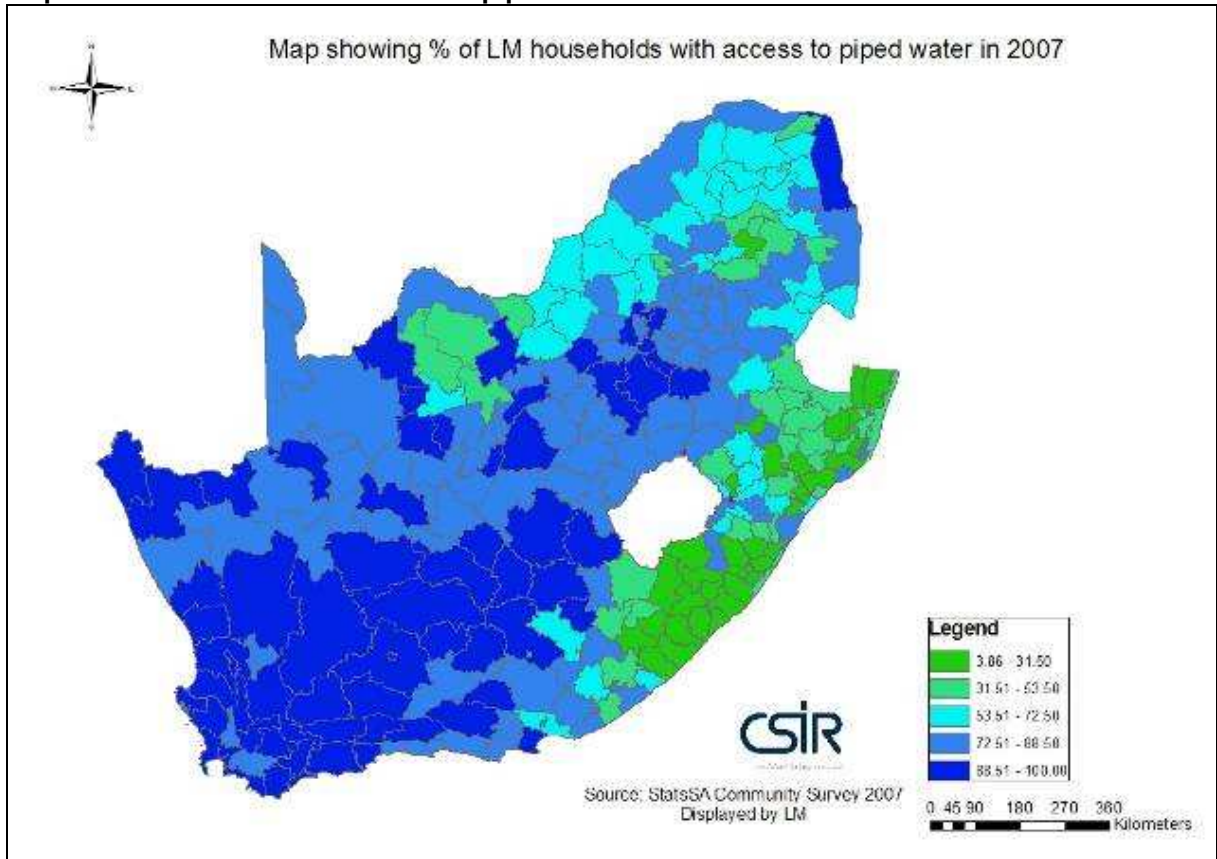 Map showing % of LM households with access to piped water in 2007
N
E
S
Legend
3.86 - 31.50
31.51 - 53.50
53.51 - 72.50
72.51 - 88.50
88.51 - 100.00
CSIR
Source: StatsSA Community Survey 2007
Displayed by LM
0 45 90 180 270 360
Kilometers